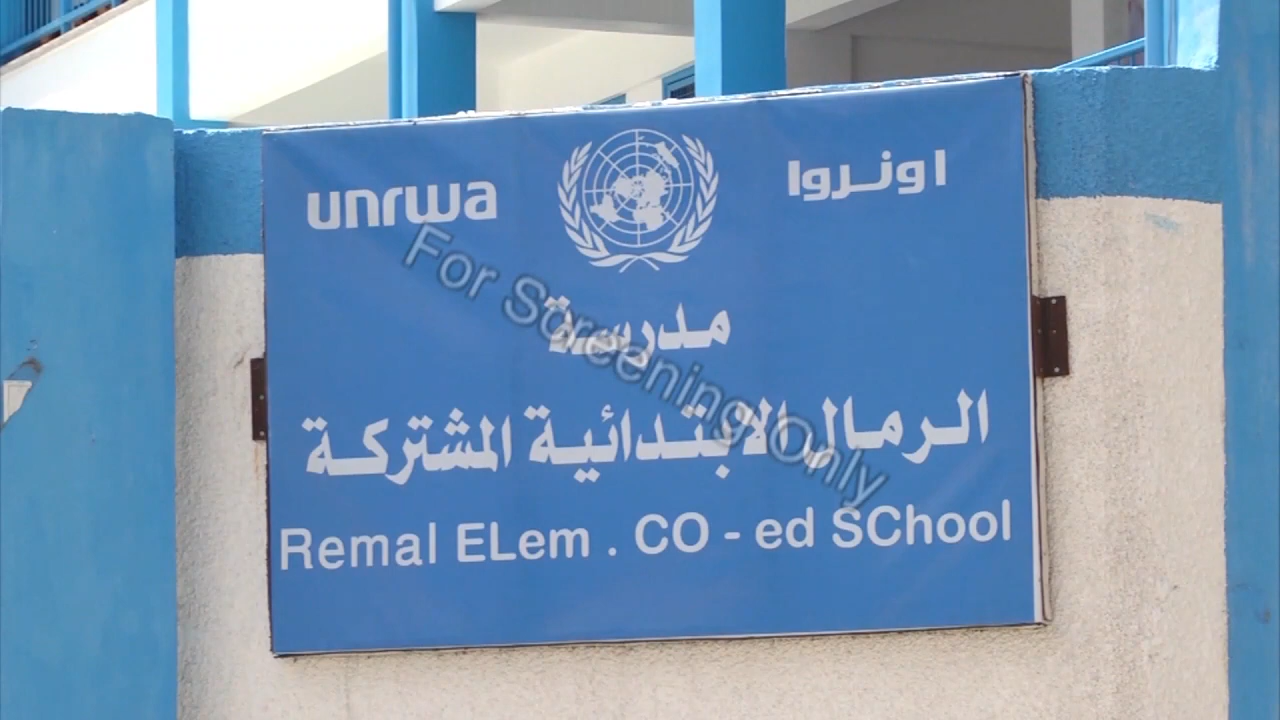 unrwa
اونروا
مدرسة
الرمال الابتدائية المشتركة
Remal ELem . CO - ed SChool
For Screening Only